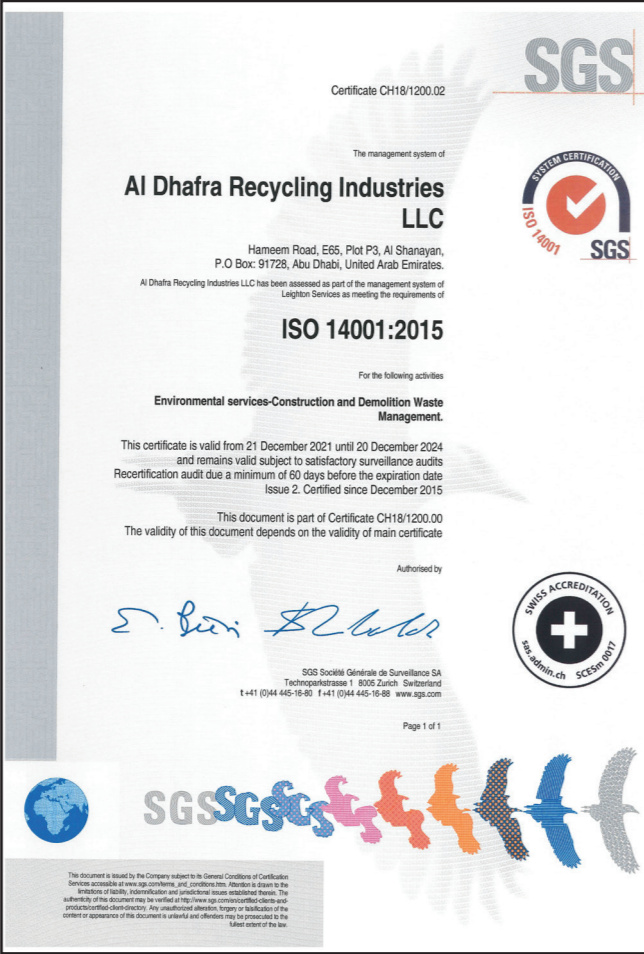 SGS
Certificate CH18/1200.02
The management system of
Al Dhafra Recycling Industries
LLC
Hameem Road, E65, Plot P3, Al Shanayan,
P.O Box: 91728, Abu Dhabi, United Arab Emirates.
Al Dhafra Recycling Industries LLC has been assessed as part of the management system of
Leighton Services as meeting the requirements of
SYSTEM CERTIFICATION
ISO 14001
SGS
ISO 14001:2015
For the following activities
Environmental services-Construction and Demolition Waste
Management.
This certificate is valid from 21 December 2021 until 20 December 2024
and remains valid subject to satisfactory surveillance audits
Recertification audit due a minimum of 60 days before the expiration date
Issue 2. Certified since December 2015
This document is part of Certificate CH18/1200.00
The validity of this document depends on the validity of main certificate
Authorised by
SWISS ACCREDITATION
sas.admin.ch SCESm 0017
SGS Société Générale de Surveillance SA
Technoparkstrasse 1 8005 Zurich Switzerland
t +41 (0)44 445-16-80 f +41 (0)44 445-16-88 www.sgs.com
Page 1 of 1
SGS SGS SGS
This document is issued by the Company subject to its General Conditions of Certification
Services accessible at www.sgs.com/terms_and_conditions.htm. Attention is drawn to the
limitations of liability, indemnification and jurisdictional issues established therein. The
authenticity of this document may be verified at http://www.sgs.com/en/certified-clients-and-
products/certified-client-directory. Any unauthorized alteration, forgery or falsification of the
content or appearance of this document is unlawful and offenders may be prosecuted to the
fullest extent of the law.